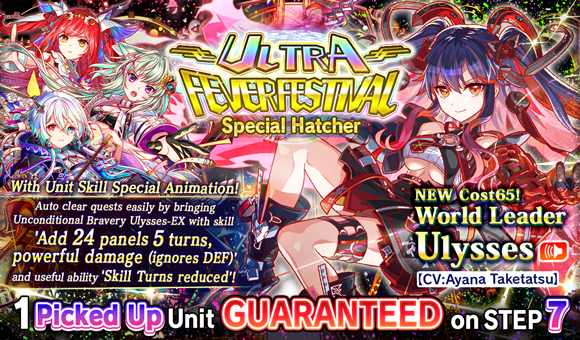 ULTRA
FEVERFESTIVAL
Special Hatcher
With Unit Skill Special Animation!
Auto clear quests easily by bringing
Unconditional Bravery Ulysses-EX with skill
'Add 24 panels 5 turns,
powerful damage (ignores DEF)'
and useful ability 'Skill Turns reduced'!
NEW Cost65!
World Leader
Ulysses
[CV:Ayana Taketatsu]
1 Picked Up Unit GUARANTEED on STEP 7